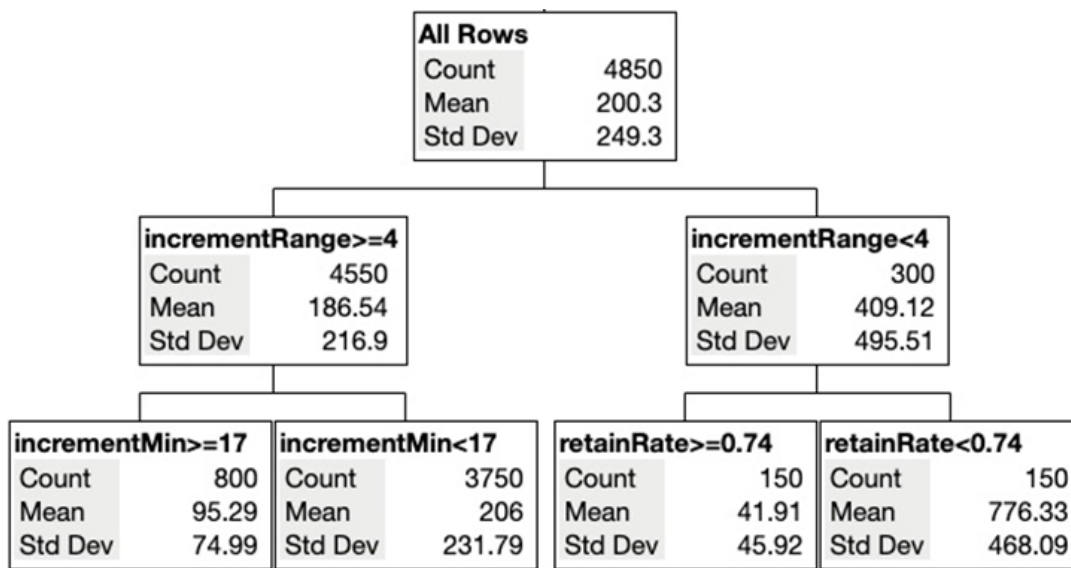 All Rows
Count 4850
Mean 200.3
Std Dev 249.3
incrementRange>=4
Count 4550
Mean 186.54
Std Dev 216.9
incrementRange<4
Count 300
Mean 409.12
Std Dev 495.51
incrementMin>=17
Count 800
Mean 95.29
Std Dev 74.99
incrementMin<17
Count 3750
Mean 206
Std Dev 231.79
retainRate>=0.74
Count 150
Mean 41.91
Std Dev 45.92
retainRate<0.74
Count 150
Mean 776.33
Std Dev 468.09